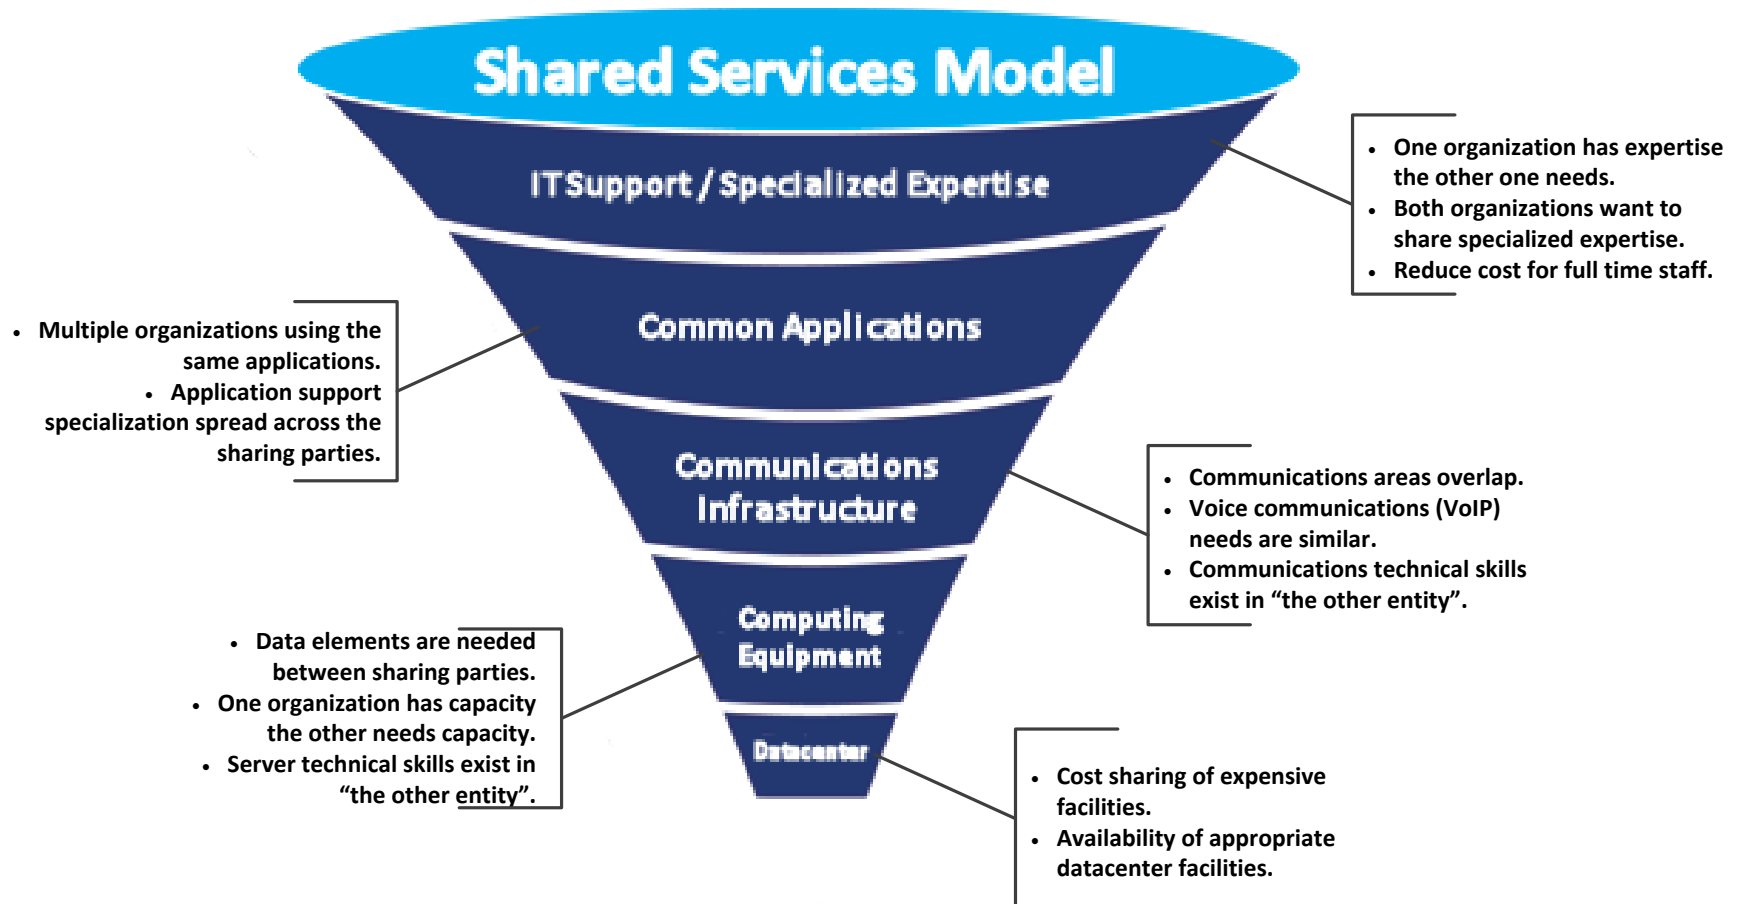 Shared Services Model
IT Support / Specialized Expertise
• One organization has expertise
the other one needs.
• Both organizations want to
share specialized expertise.
• Reduce cost for full time staff.
Common Applications
• Multiple organizations using the
same applications.
• Application support
specialization spread across the
sharing parties.
Communications
Infrastructure
• Communications areas overlap.
• Voice communications (VoIP)
needs are similar.
• Communications technical skills
exist in “the other entity”.
Computing
Equipment
• Data elements are needed
between sharing parties.
• One organization has capacity
the other needs capacity.
• Server technical skills exist in
“the other entity”.
Datacenter
• Cost sharing of expensive
facilities.
• Availability of appropriate
datacenter facilities.